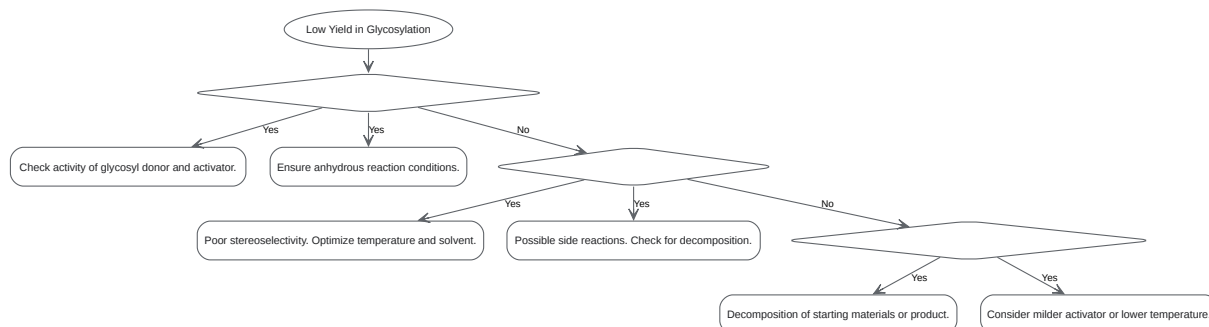 Low Yield in Glycosylation
Yes
Yes
No
Check activity of glycosyl donor and activator.
Ensure anhydrous reaction conditions.
Yes
Yes
No
Poor stereoselectivity. Optimize temperature and solvent.
Possible side reactions. Check for decomposition.
Yes
Yes
Decomposition of starting materials or product.
Consider milder activator or lower temperature